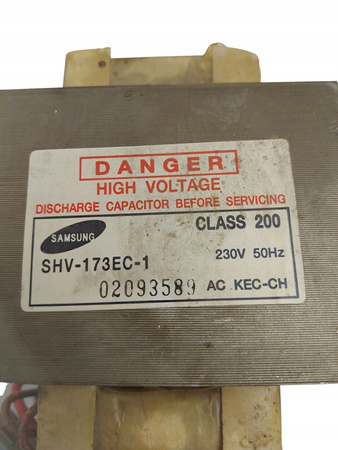 DANGER
HIGH VOLTAGE
DISCHARGE CAPACITOR BEFORE SERVICING
SAMSUNG
CLASS 200
SHV-173EC-1
230V 50Hz
02093589
AC KEC-CH